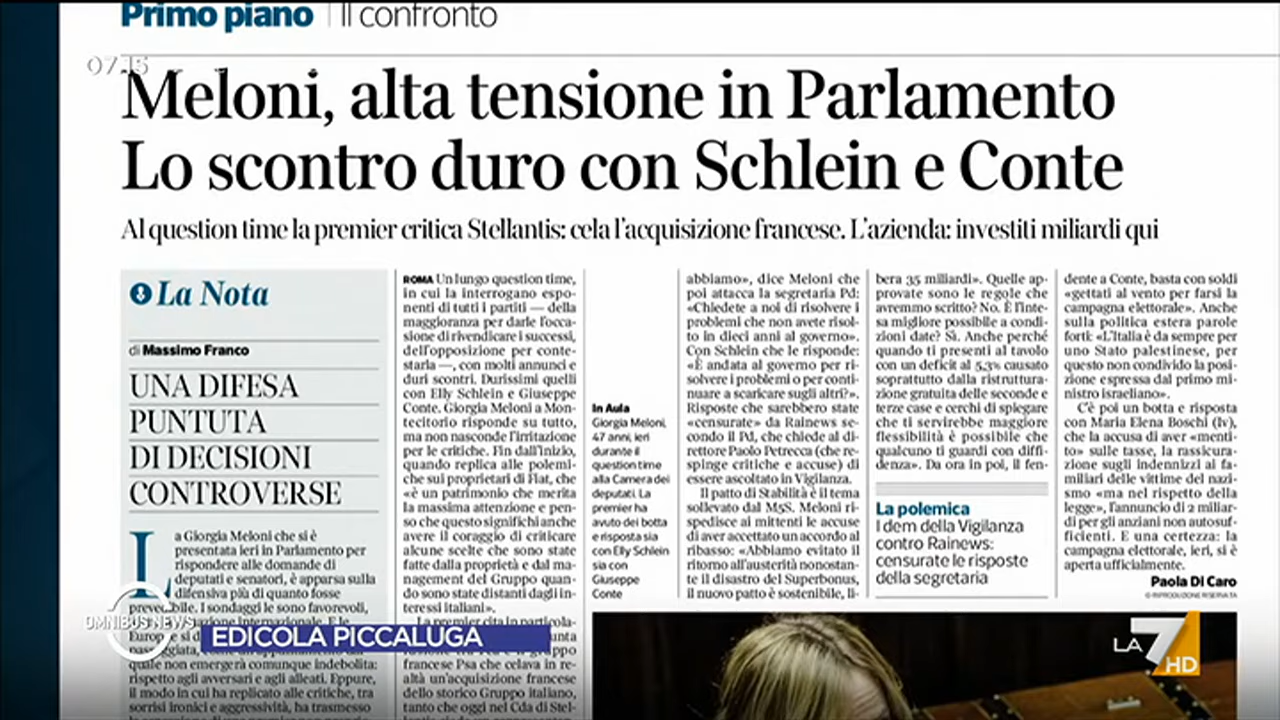 Primo piano | Il confronto
07.15
Meloni, alta tensione in Parlamento
Lo scontro duro con Schlein e Conte
Al question time la premier critica Stellantis: cela l'acquisizione francese. L'azienda: investiti miliardi qui
La Nota
di Massimo Franco
UNA DIFESA
PUNTUTA
DI DECISIONI
CONTROVERSE
La Giorgia Meloni che si è
presentata ieri in Parlamento per
rispondere alle domande di
deputati e senatori, è apparsa sulla
difensiva più di quanto fosse
prevedibile. I sondaggi le sono favorevoli,
quale non emergerà comunque indebolita:
rispetto agli avversari e agli alleati. Eppure,
il modo in cui ha replicato alle critiche, tra
sorrisi ironici e aggressività, ha trasmesso
ROMA Un lungo question time,
in cui la interrogano espo-
nenti di tutti i partiti — della
maggioranza per darle l'occa-
sione di rivendicare i successi,
dell'opposizione per conte-
starla —, con molti annunci e
duri scontri. Durissimi quelli
con Elly Schlein e Giuseppe
Conte. Giorgia Meloni a Mon-
tecitorio risponde su tutto,
ma non nasconde l'irritazione
per le critiche. Fin dall'inizio,
quando replica alle polemi-
che sui proprietari di Fiat, che
«è un patrimonio che merita
la massima attenzione e pen-
so che questo significhi anche
avere il coraggio di criticare
alcune scelte che sono state
fatte dalla proprietà e dal ma-
nagement del Gruppo quan-
do sono state distanti dagli in-
teressi italiani».
La premier cita in particola-
francese Psa che celava in re-
altà un'acquisizione francese
dello storico Gruppo italiano,
tanto che oggi nel Cda di Stel-
In Aula
Giorgia Meloni,
47 anni, ieri
durante il
question time
alla Camera dei
deputati. La
premier ha
avuto dei botta
e risposta sia
con Elly Schlein
sia con
Giuseppe
Conte
abbiamo», dice Meloni che
poi attacca la segretaria Pd:
«Chiedete a noi di risolvere i
problemi che non avete risol-
to in dieci anni al governo».
Con Schlein che le risponde:
«È andata al governo per ri-
solvere i problemi o per conti-
nuare a scaricare sugli altri?».
Risposte che sarebbero state
«censurate» da Rainews se-
condo il Pd, che chiede al di-
rettore Paolo Petrecca (che re-
spinge critiche e accuse) di
essere ascoltato in Vigilanza.
Il patto di Stabilità è il tema
sollevato dal M5S. Meloni ri-
spedisce ai mittenti le accuse
di aver accettato un accordo al
ribasso: «Abbiamo evitato il
ritorno all'austerità nonostan-
te il disastro del Superbonus,
il nuovo patto è sostenibile, li-
bera 35 miliardi». Quelle ap-
provate sono le regole che
avremmo scritto? No. È l'inte-
sa migliore possibile a condi-
zioni date? Sì. Anche perché
quando ti presenti al tavolo
con un deficit al 5,3% causato
soprattutto dalla ristruttura-
zione gratuita delle seconde e
terze case e cerchi di spiegare
che ti servirebbe maggiore
flessibilità è possibile che
qualcuno ti guardi con diffi-
denza». Da ora in poi, il fen-
La polemica
I dem della Vigilanza
contro Rainews:
censurate le risposte
della segretaria
dente a Conte, basta con soldi
«gettati al vento per farsi la
campagna elettorale». Anche
sulla politica estera parole
forti: «L'Italia è da sempre per
uno Stato palestinese, per
questo non condivido la posi-
zione espressa dal primo mi-
nistro israeliano».
C'è poi un botta e risposta
con Maria Elena Boschi (Iv),
che la accusa di aver «menti-
to» sulle tasse, la rassicura-
zione sugli indennizzi ai fa-
miliari delle vittime del nazi-
smo «ma nel rispetto della
legge», l'annuncio di 2 miliar-
di per gli anziani non autosuf-
ficienti. E una certezza: la
campagna elettorale, ieri, si è
aperta ufficialmente.
Paola Di Caro
© RIPRODUZIONE RISERVATA
OMNIBUS NEWS
EDICOLA PICCALUGA
LA 7 HD